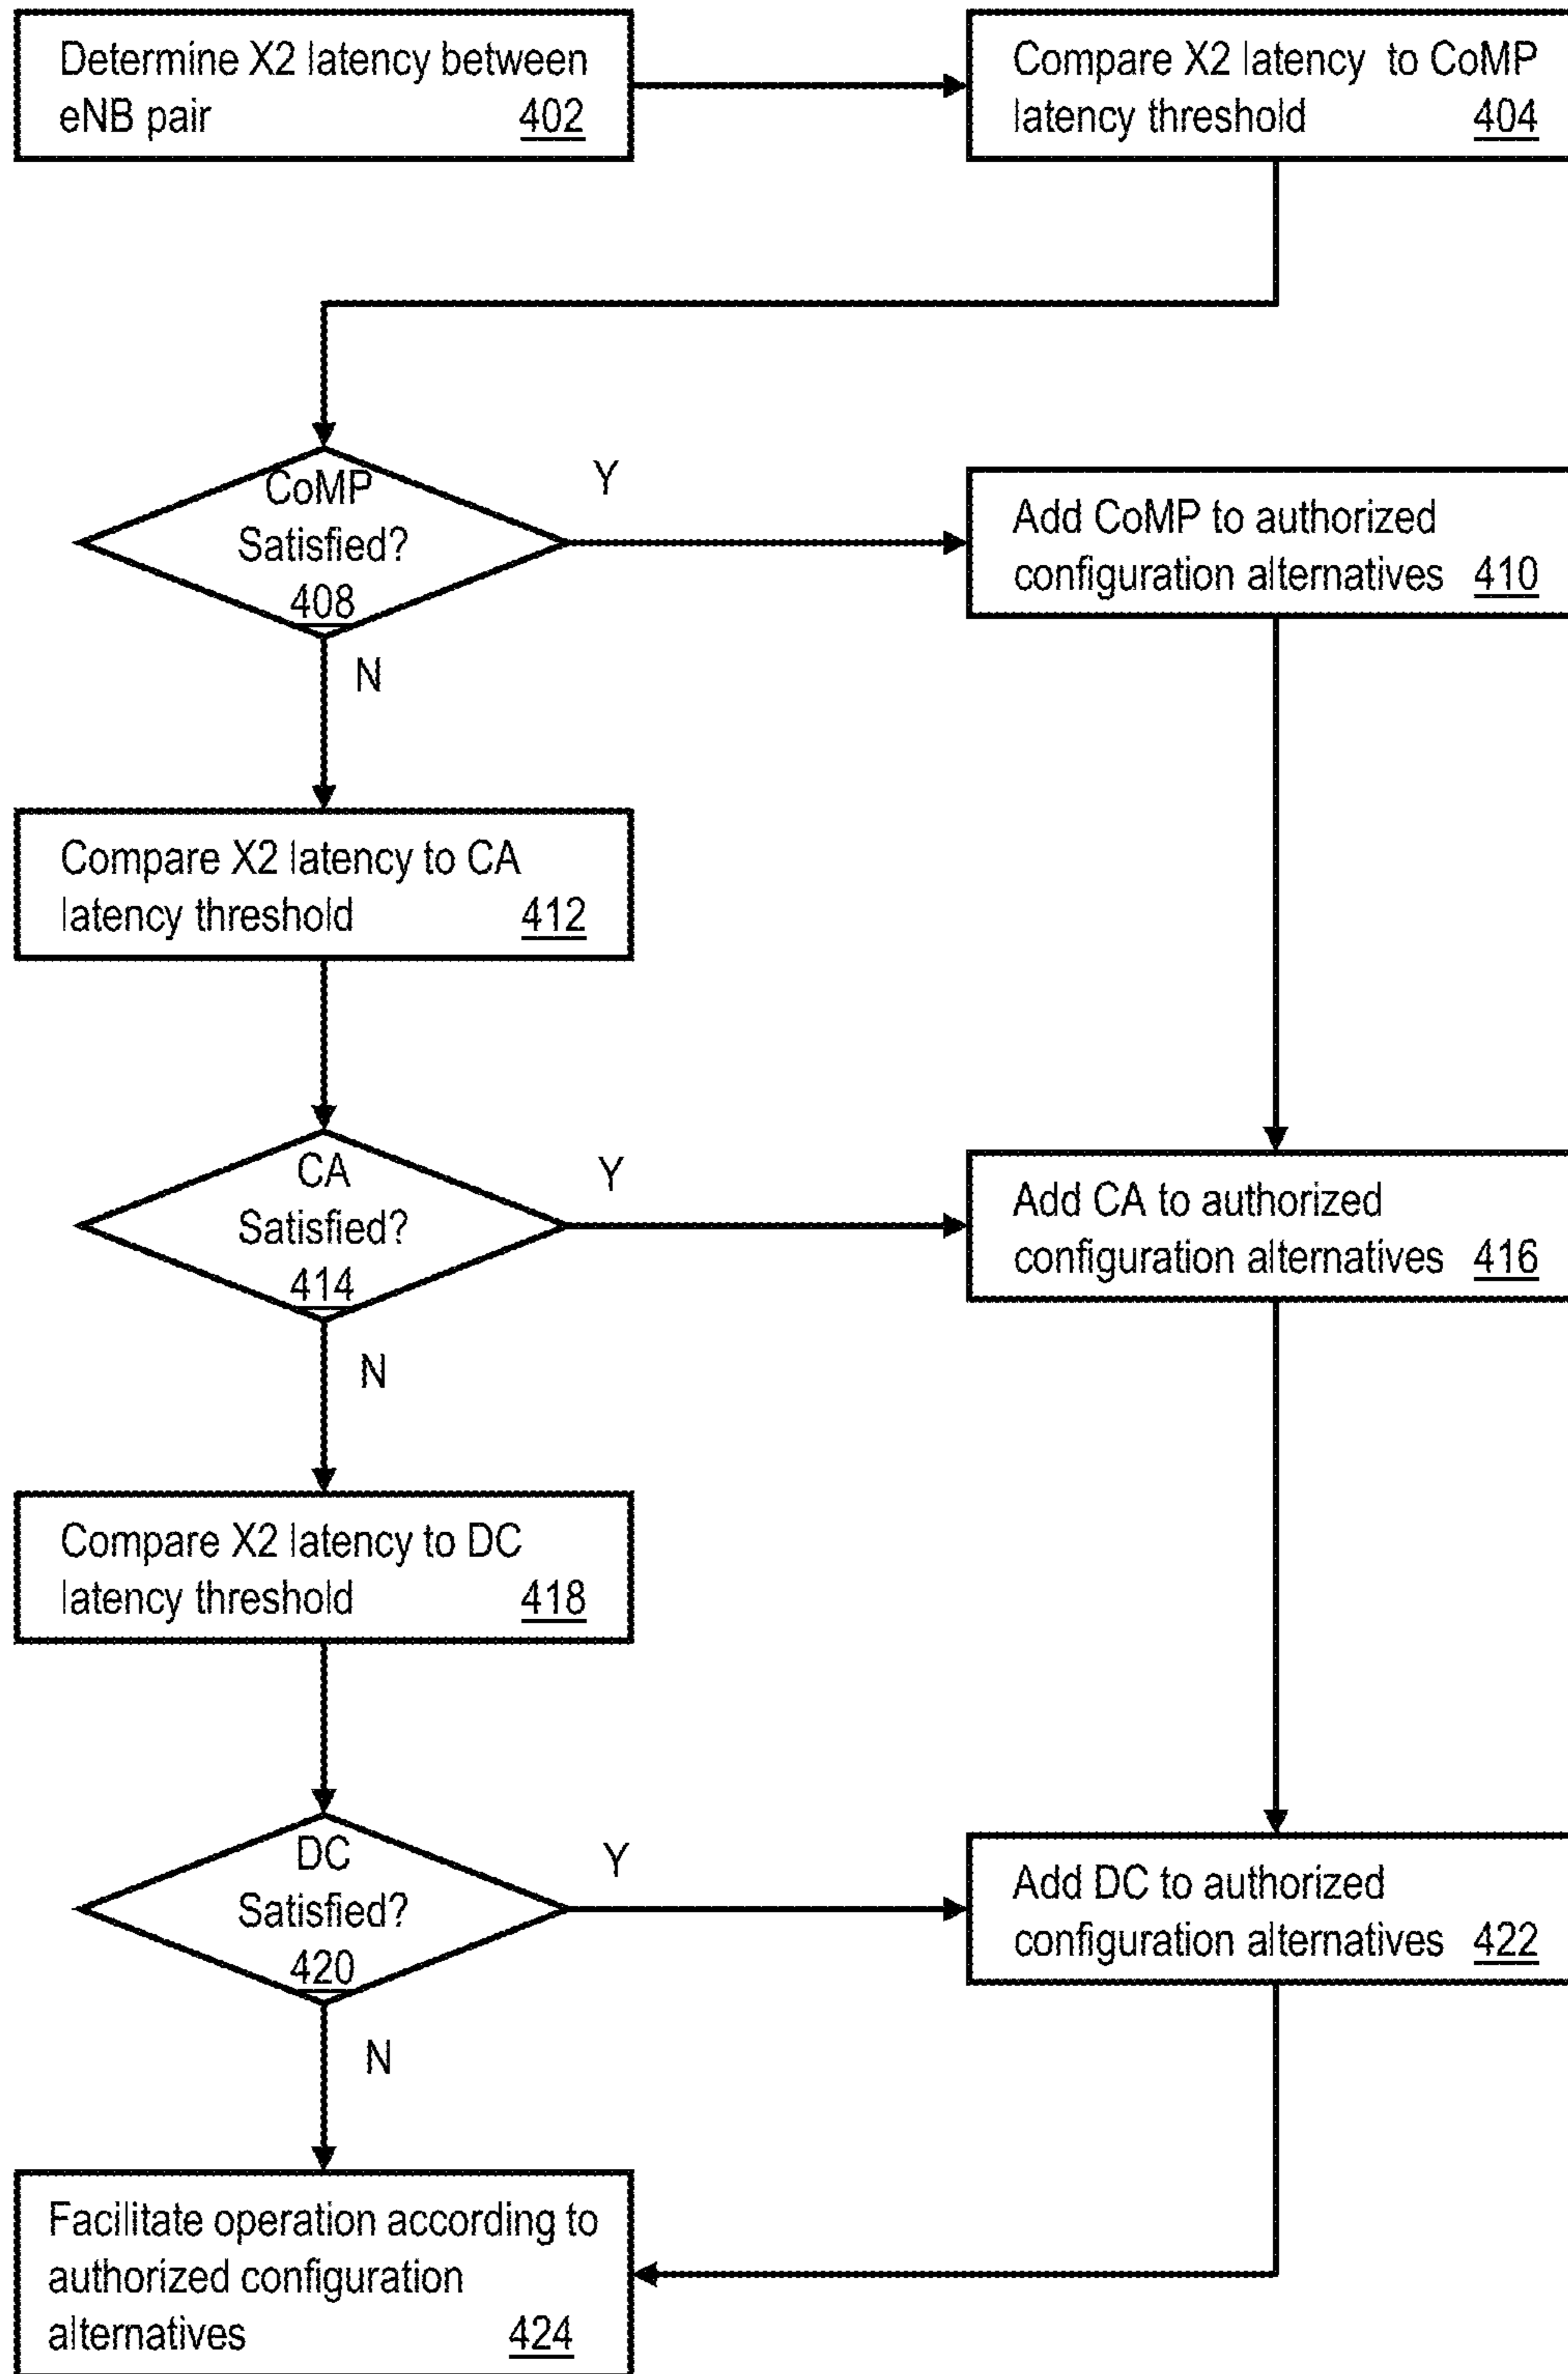 Determine X2 latency between
eNB pair 402
Compare X2 latency to CoMP
latency threshold 404
CoMP
Satisfied?
408
Y
N
Add CoMP to authorized
configuration alternatives 410
Compare X2 latency to CA
latency threshold 412
CA
Satisfied?
414
Y
N
Add CA to authorized
configuration alternatives 416
Compare X2 latency to DC
latency threshold 418
DC
Satisfied?
420
Y
N
Add DC to authorized
configuration alternatives 422
Facilitate operation according to
authorized configuration
alternatives 424